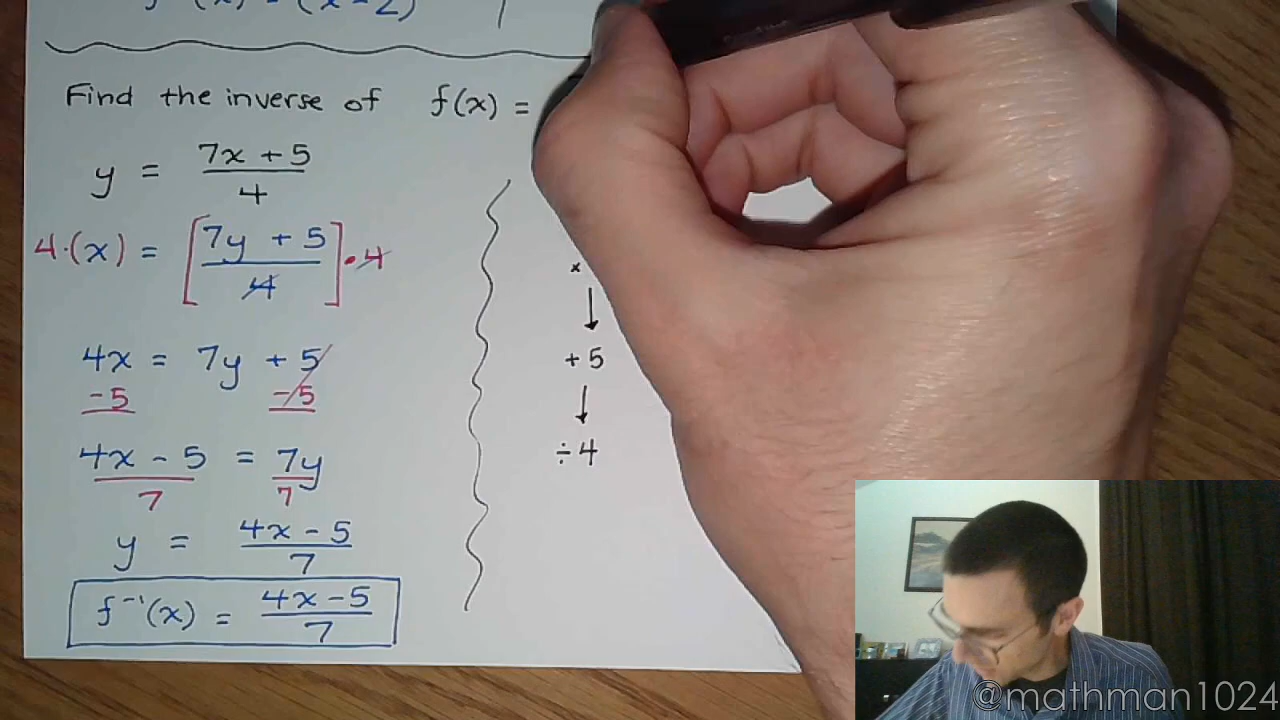 Find the inverse of f(x) =
y = 7x + 5 / 4
4·(x) = [7y + 5 / 4]·4
4x = 7y + 5
-5 -5
4x - 5 / 7 = 7y / 7
y = 4x - 5 / 7
f⁻¹(x) = 4x - 5 / 7
x
↓
+ 5
↓
÷ 4
@mathman1024